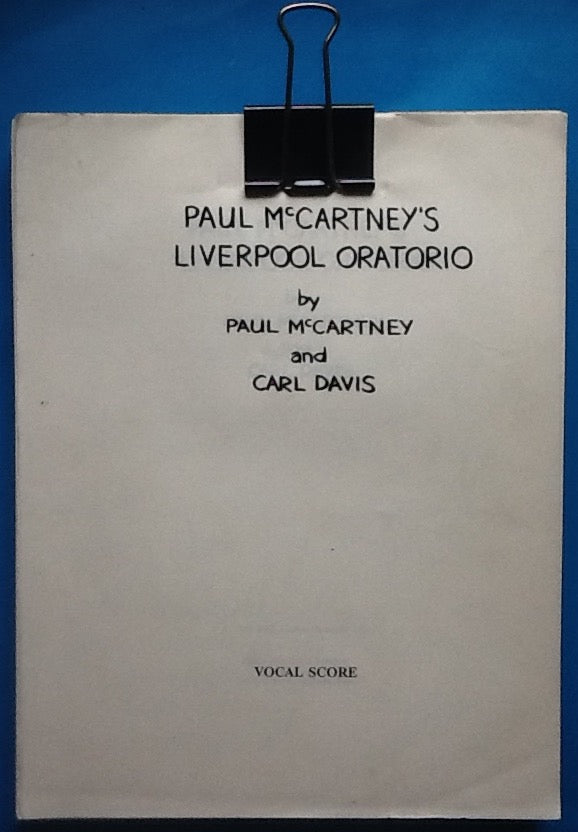 PAUL McCARTNEY'S
LIVERPOOL ORATORIO
by
PAUL McCARTNEY
and
CARL DAVIS
VOCAL SCORE